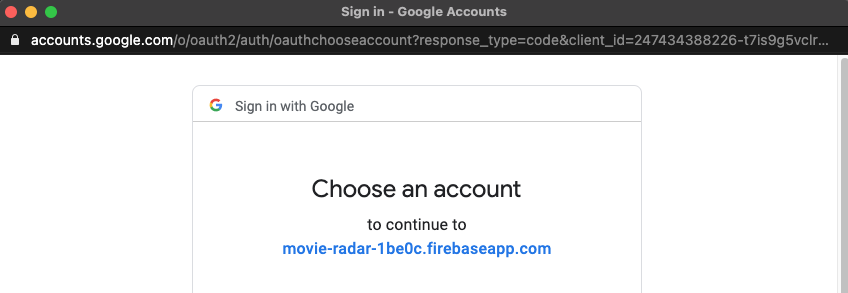 Sign in - Google Accounts
accounts.google.com/o/oauth2/auth/oauthchooseaccount?response_type=code&client_id=247434388226-t7is9g5vclr...
Sign in with Google
Choose an account
to continue to
movie-radar-1be0c.firebaseapp.com